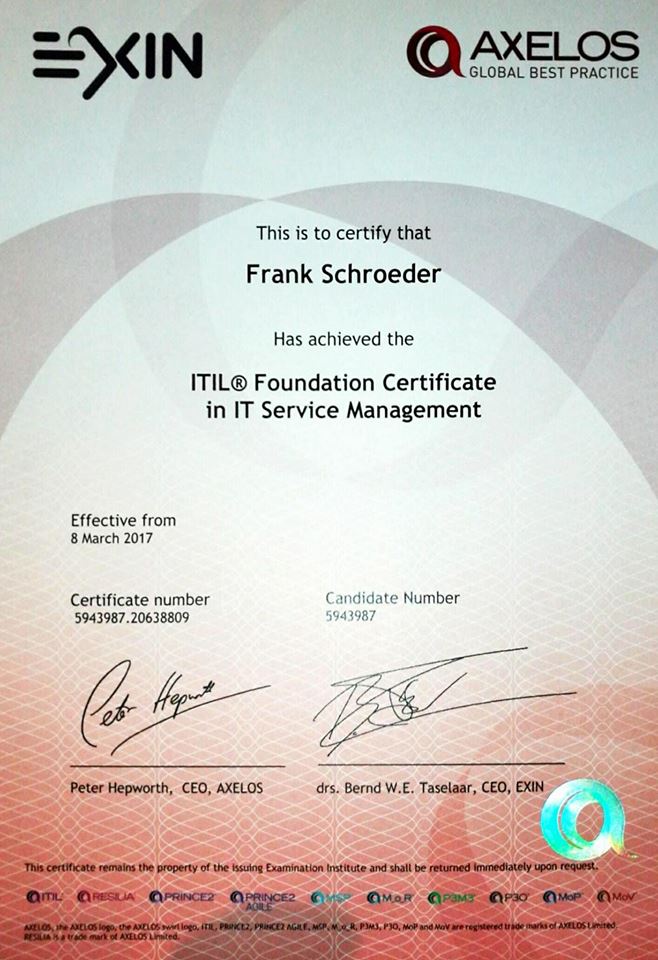 EXIN
AXELOS
GLOBAL BEST PRACTICE
This is to certify that
Frank Schroeder
Has achieved the
ITIL® Foundation Certificate
in IT Service Management
Effective from
8 March 2017
Certificate number
5943987.20638809
Candidate Number
5943987
Peter Hepworth
Peter Hepworth, CEO, AXELOS
drs. Bernd W.E. Taselaar, CEO, EXIN
This certificate remains the property of the issuing Examination Institute and shall be returned immediately upon request.
ITIL RESILIA PRINCE2 PRINCE2 AGILE MSP M_o_R P3M3 P3O MoP MoV
AXELOS, the AXELOS logo, the AXELOS swirl logo, ITIL, PRINCE2, PRINCE2 AGILE, MSP, M_o_R, P3M3, P3O, MoP and MoV are registered trade marks of AXELOS Limited.
RESILIA is a trade mark of AXELOS Limited.